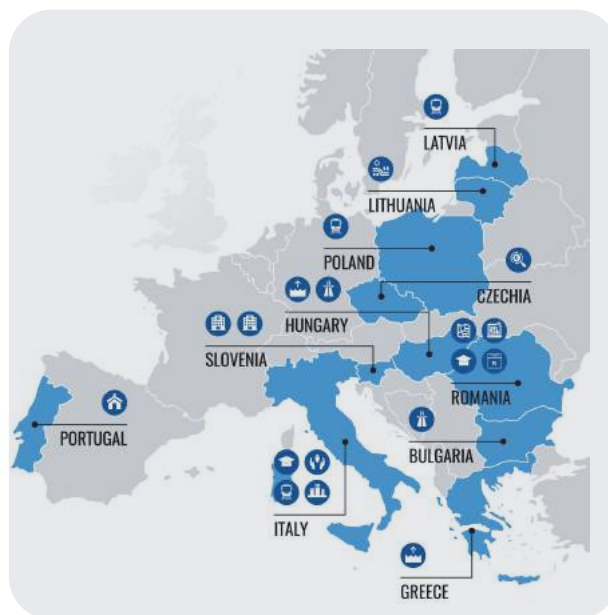 LATVIA
LITHUANIA
POLAND
CZECHIA
HUNGARY
SLOVENIA
ROMANIA
PORTUGAL
BULGARIA
ITALY
GREECE